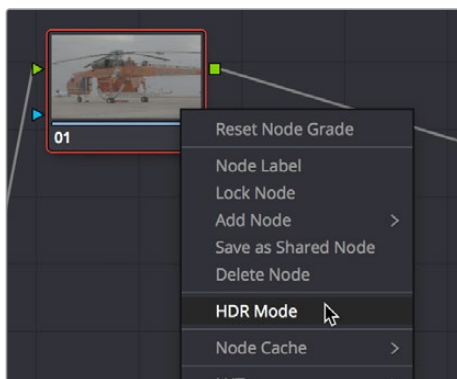 01
Reset Node Grade
Node Label
Lock Node
Add Node >
Save as Shared Node
Delete Node
HDR Mode
Node Cache >